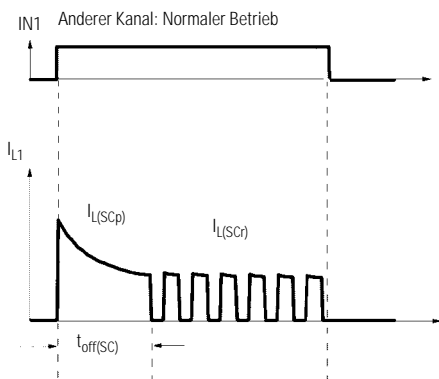 IN1
Anderer Kanal: Normaler Betrieb
I_L1
I_L(SCp)
I_L(SCr)
t_off(SC)